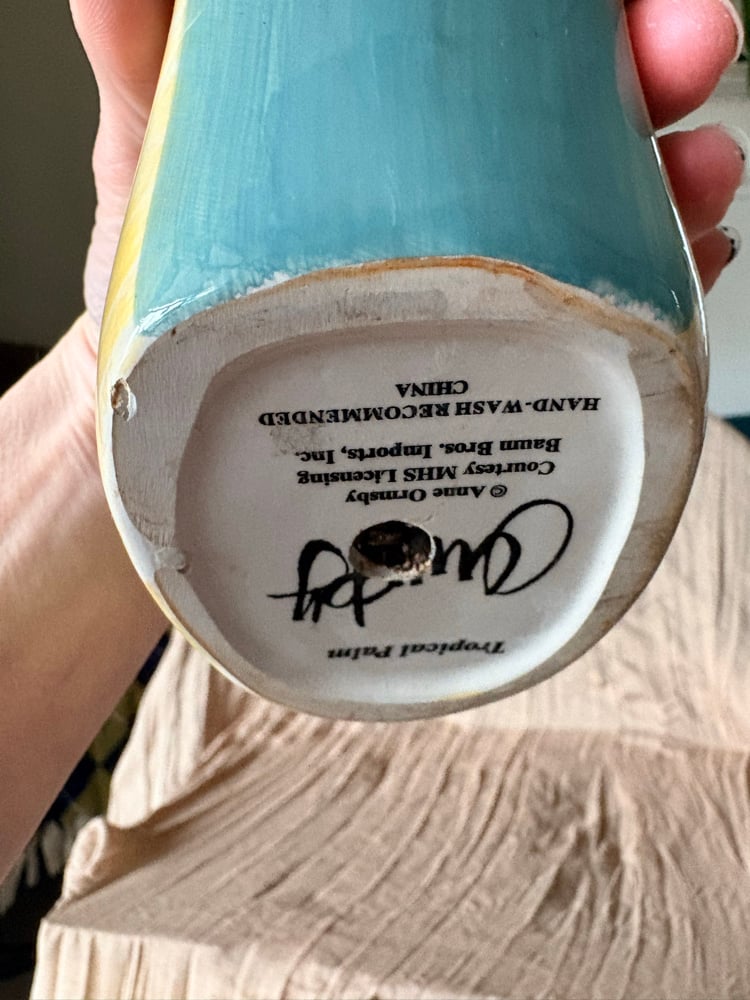 Tropical Palm
© Anne Ormsby
Courtesy MHS Licensing
Baum Bros. Imports, Inc.
HAND-WASH RECOMMENDED
CHINA